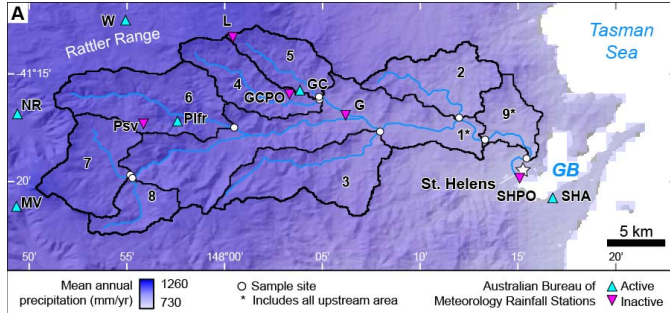 A
W
Rattler Range
L
Tasman
Sea
-41°15'
5
2
4
GC
GCPO
6
9*
NR
Psv
Plfr
G
1*
7
GB
-20'
3
St. Helens
8
MV
SHPO
SHA
5 km
50'
55'
148°00'
05'
10'
15'
20'
Mean annual
precipitation (mm/yr)
1260
730
Sample site
* Includes all upstream area
Australian Bureau of
Meteorology Rainfall Stations
Active
Inactive